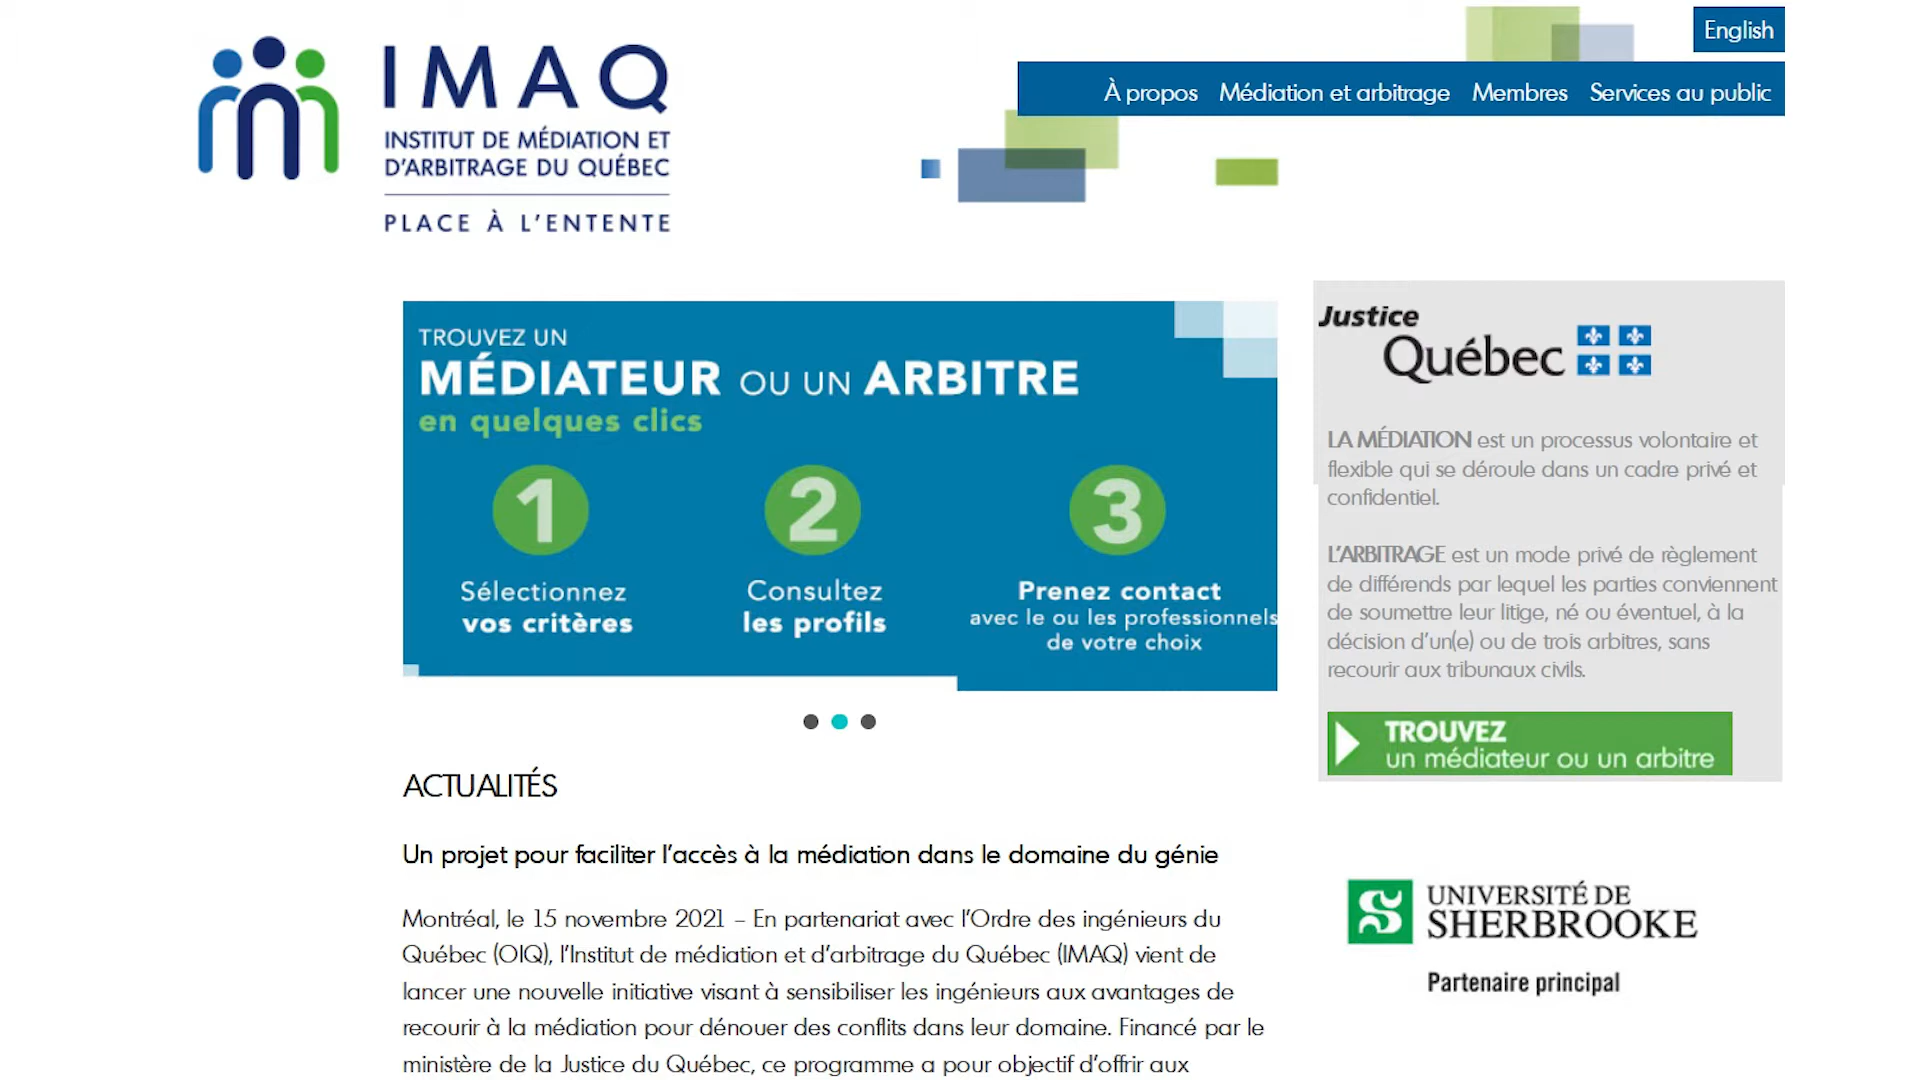 English
À propos Médiation et arbitrage Membres Services au public
IMAQ
INSTITUT DE MÉDIATION ET
D'ARBITRAGE DU QUÉBEC
PLACE À L'ENTENTE
TROUVEZ UN
MÉDIATEUR OU UN ARBITRE
en quelques clics
1
Sélectionnez
vos critères
2
Consultez
les profils
3
Prenez contact
avec le ou les professionnels
de votre choix
ACTUALITÉS
Un projet pour faciliter l'accès à la médiation dans le domaine du génie
Montréal, le 15 novembre 2021 – En partenariat avec l'Ordre des ingénieurs du
Québec (OIQ), l'Institut de médiation et d'arbitrage du Québec (IMAQ) vient de
lancer une nouvelle initiative visant à sensibiliser les ingénieurs aux avantages de
recourir à la médiation pour dénouer des conflits dans leur domaine. Financé par le
ministère de la Justice du Québec, ce programme a pour objectif d'offrir aux
Justice
Québec
LA MÉDIATION est un processus volontaire et
flexible qui se déroule dans un cadre privé et
confidentiel.
L'ARBITRAGE est un mode privé de règlement
de différends par lequel les parties conviennent
de soumettre leur litige, né ou éventuel, à la
décision d'un(e) ou de trois arbitres, sans
recourir aux tribunaux civils.
TROUVEZ
un médiateur ou un arbitre
UNIVERSITÉ DE
SHERBROOKE
Partenaire principal